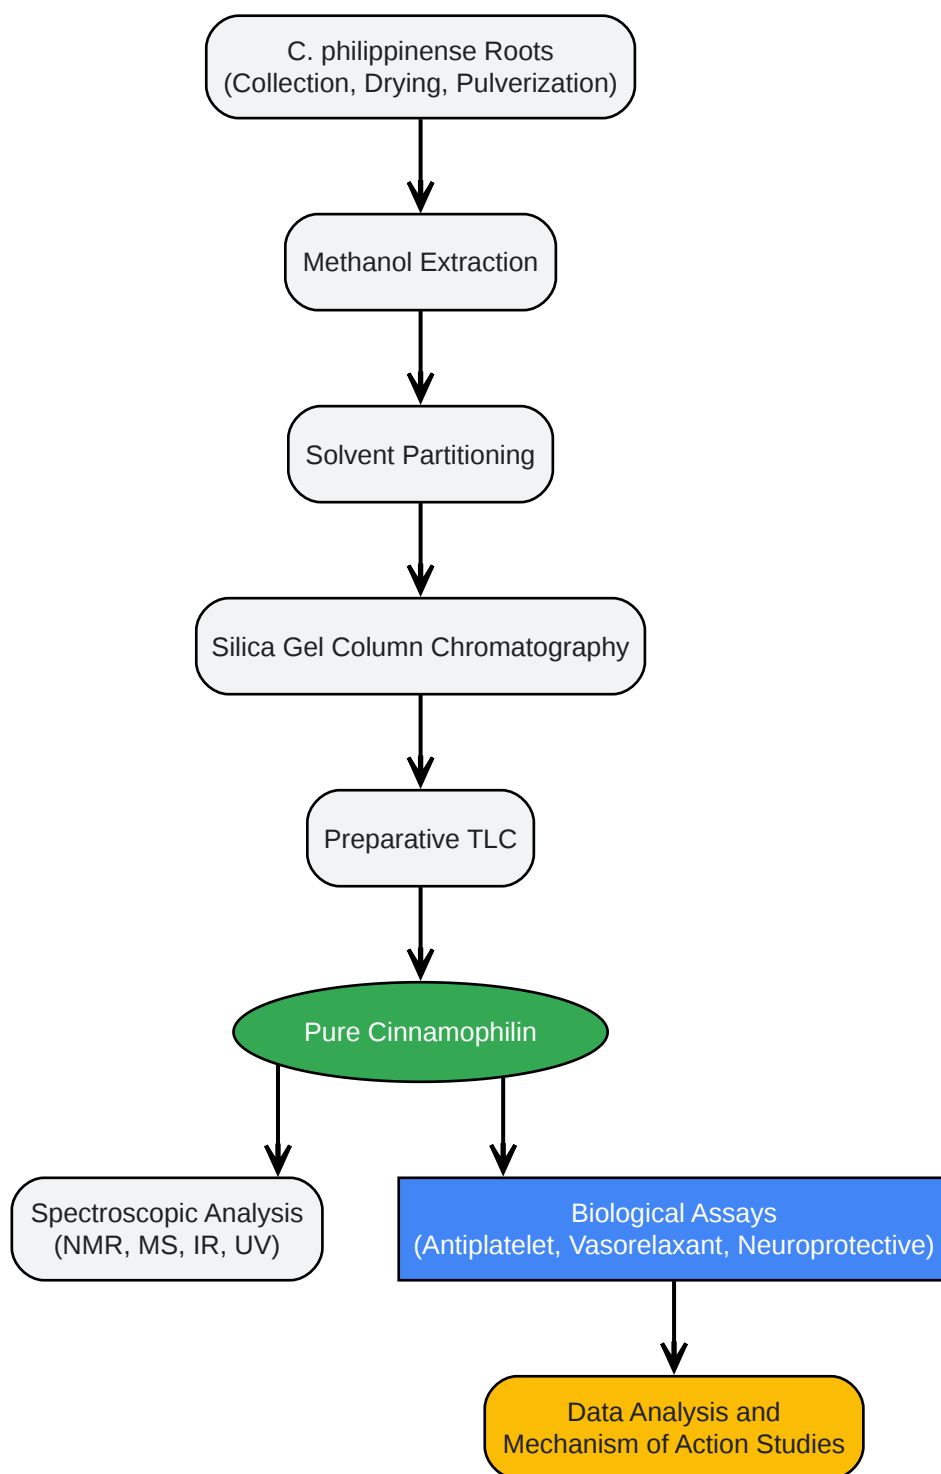 C. philippinense Roots
(Collection, Drying, Pulverization)
Methanol Extraction
Solvent Partitioning
Silica Gel Column Chromatography
Preparative TLC
Pure Cinnamophilin
Spectroscopic Analysis
(NMR, MS, IR, UV)
Biological Assays
(Antiplatelet, Vasorelaxant, Neuroprotective)
Data Analysis and
Mechanism of Action Studies